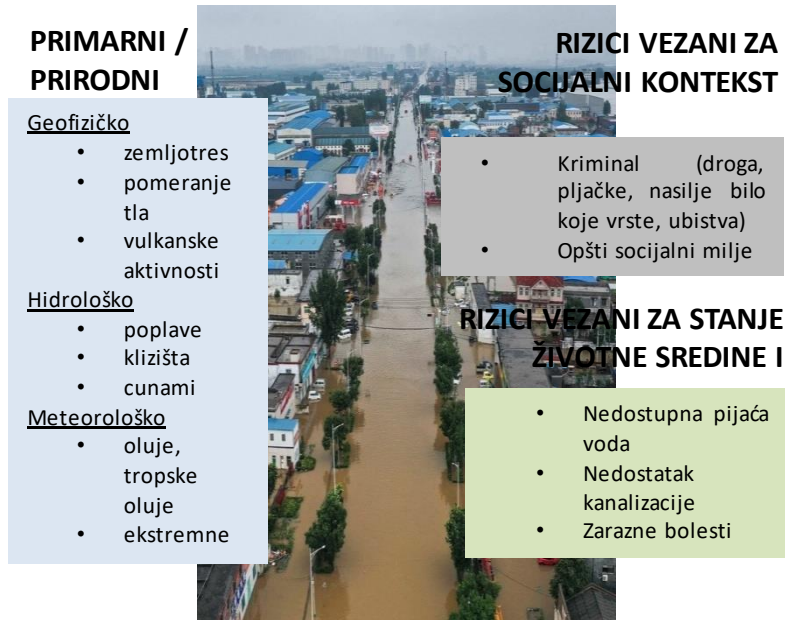 PRIMARNI /
PRIRODNI
Geofizičko
• zemljotres
• pomeranje
tla
• vulkanske
aktivnosti
Hidrološko
• poplave
• klizišta
• cunami
Meteorološko
• oluje,
tropske
oluje
• ekstremne
RIZICI VEZANI ZA
SOCIJALNI KONTEKST
• Kriminal (droga,
pljačke, nasilje bilo
koje vrste, ubistva)
• Opšti socijalni milje
RIZICI VEZANI ZA STANJE
ŽIVOTNE SREDINE I
• Nedostupna pijaća
voda
• Nedostatak
kanalizacije
• Zarazne bolesti